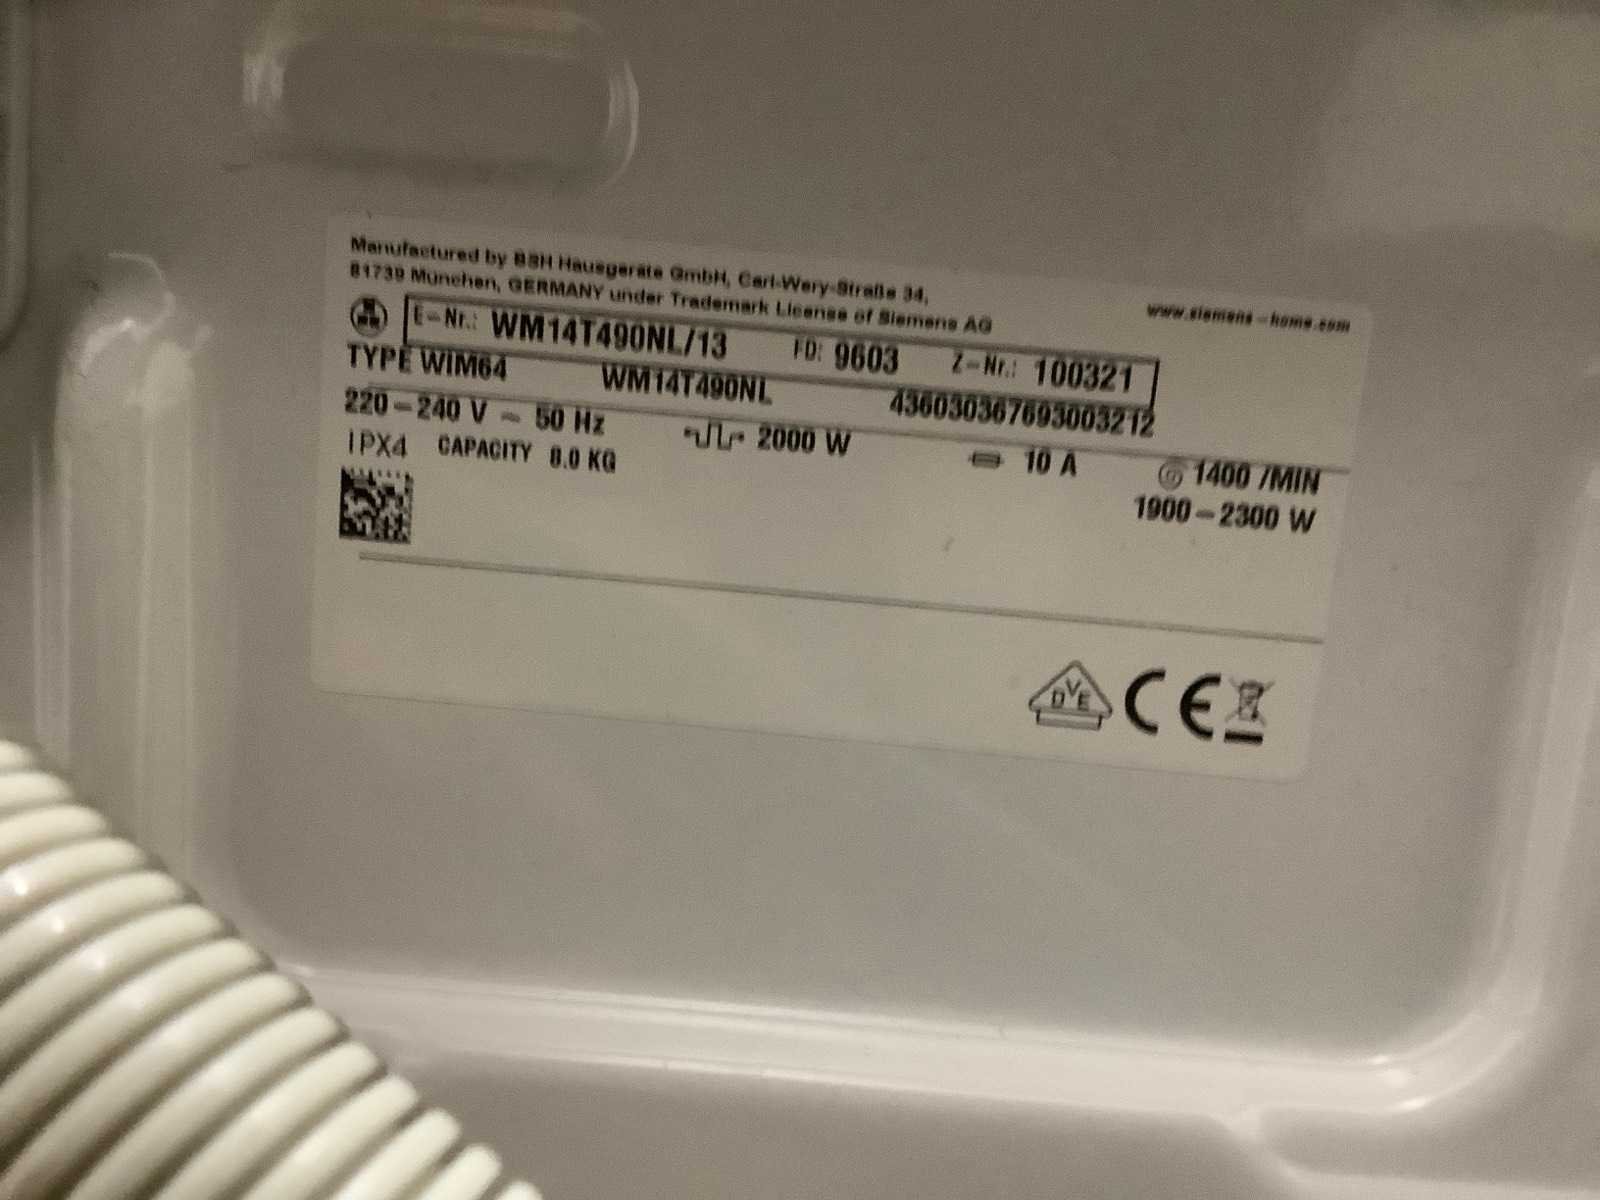 Manufactured by BSH Hausgeräte GmbH, Carl-Wery-Straße 34,
81739 München, GERMANY under Trademark License of Siemens AG
www.siemens-home.com
E-Nr.: WM14T490NL/13 FD: 9603 Z-Nr.: 100321
TYPE WIM64 WM14T490NL 436030367693003212
220-240 V ~ 50 Hz 2000 W 10 A 1400 /MIN
IPX4 CAPACITY 8.0 KG 1900-2300 W
DVE CE